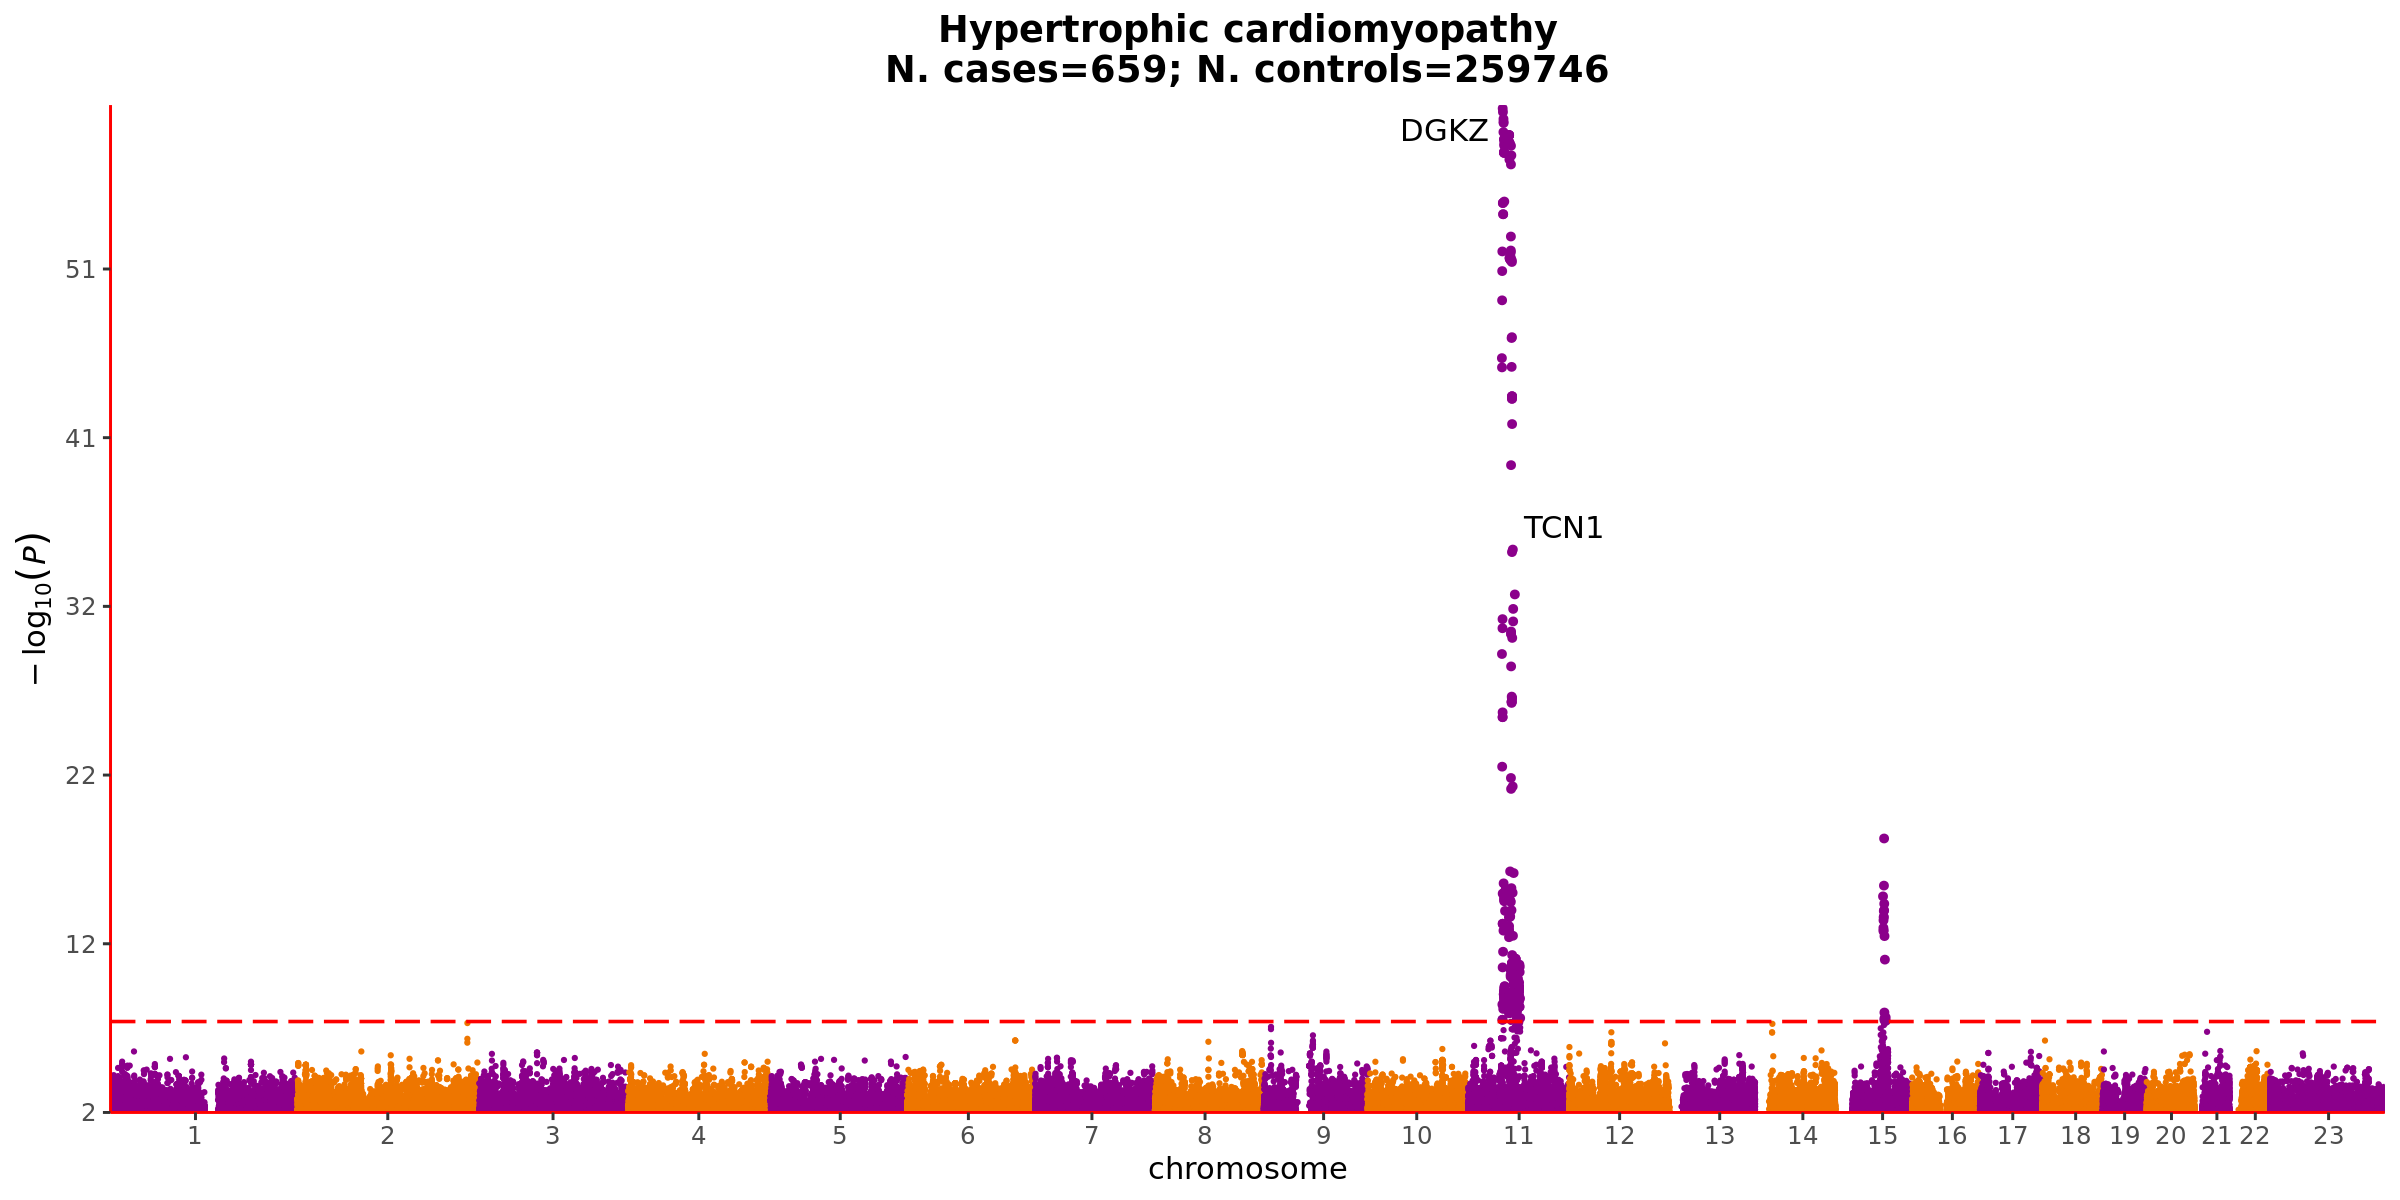 Hypertrophic cardiomyopathy
N. cases=659; N. controls=259746
DGKZ
TCN1
51
41
32
22
12
2
− log10(P)
1 2 3 4 5 6 7 8 9 10 11 12 13 14 15 16 17 18 19 20 21 22 23
chromosome